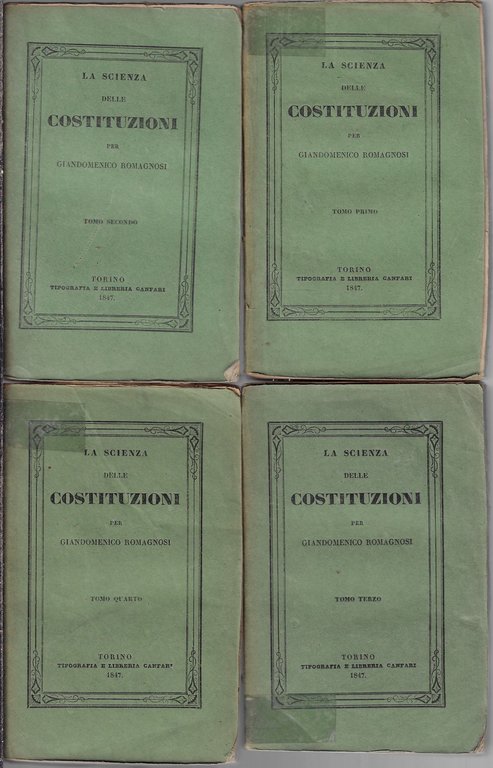 LA SCIENZA
DELLE
COSTITUZIONI
PER
GIANDOMENICO ROMAGNOSI
TOMO SECONDO
TORINO
TIPOGRAFIA E LIBRERIA CANFARI
1847.
LA SCIENZA
DELLE
COSTITUZIONI
PER
GIANDOMENICO ROMAGNOSI
TOMO PRIMO
TORINO
TIPOGRAFIA E LIBRERIA CANFARI
1847.
LA SCIENZA
DELLE
COSTITUZIONI
PER
GIANDOMENICO ROMAGNOSI
TOMO QUARTO
TORINO
TIPOGRAFIA E LIBRERIA CANFARI
1847.
LA SCIENZA
DELLE
COSTITUZIONI
PER
GIANDOMENICO ROMAGNOSI
TOMO TERZO
TORINO
TIPOGRAFIA E LIBRERIA CANFARI
1847.